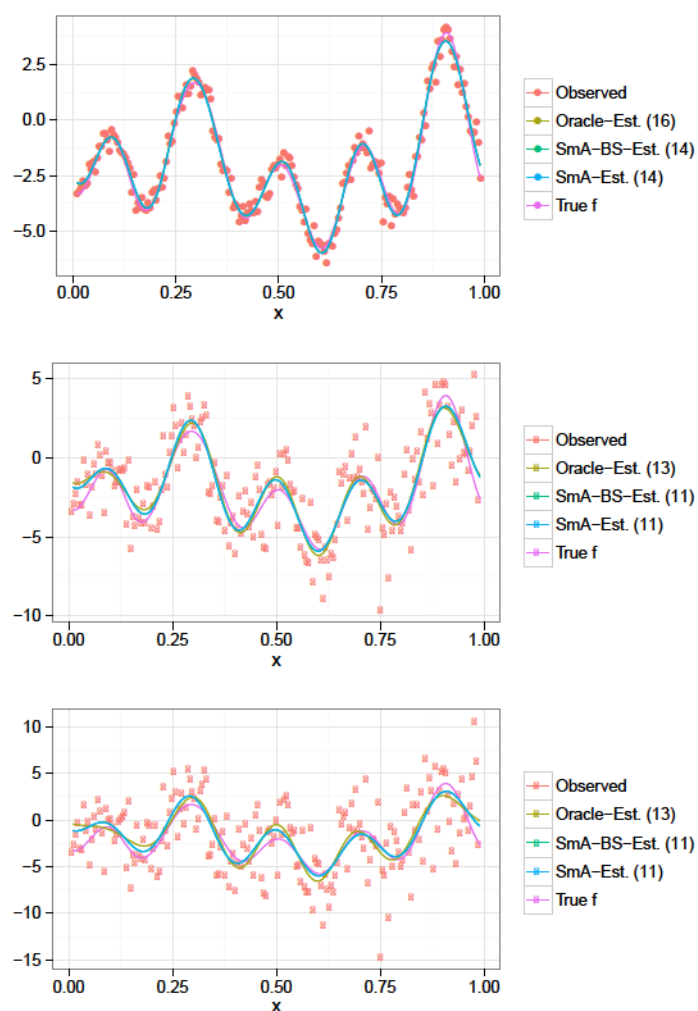 2.5
0.0
−2.5
−5.0
0.00 0.25 0.50 0.75 1.00
x
Observed
Oracle−Est. (16)
SmA−BS−Est. (14)
SmA−Est. (14)
True f
5
0
−5
−10
0.00 0.25 0.50 0.75 1.00
x
Observed
Oracle−Est. (13)
SmA−BS−Est. (11)
SmA−Est. (11)
True f
10
5
0
−5
−10
−15
0.00 0.25 0.50 0.75 1.00
x
Observed
Oracle−Est. (13)
SmA−BS−Est. (11)
SmA−Est. (11)
True f